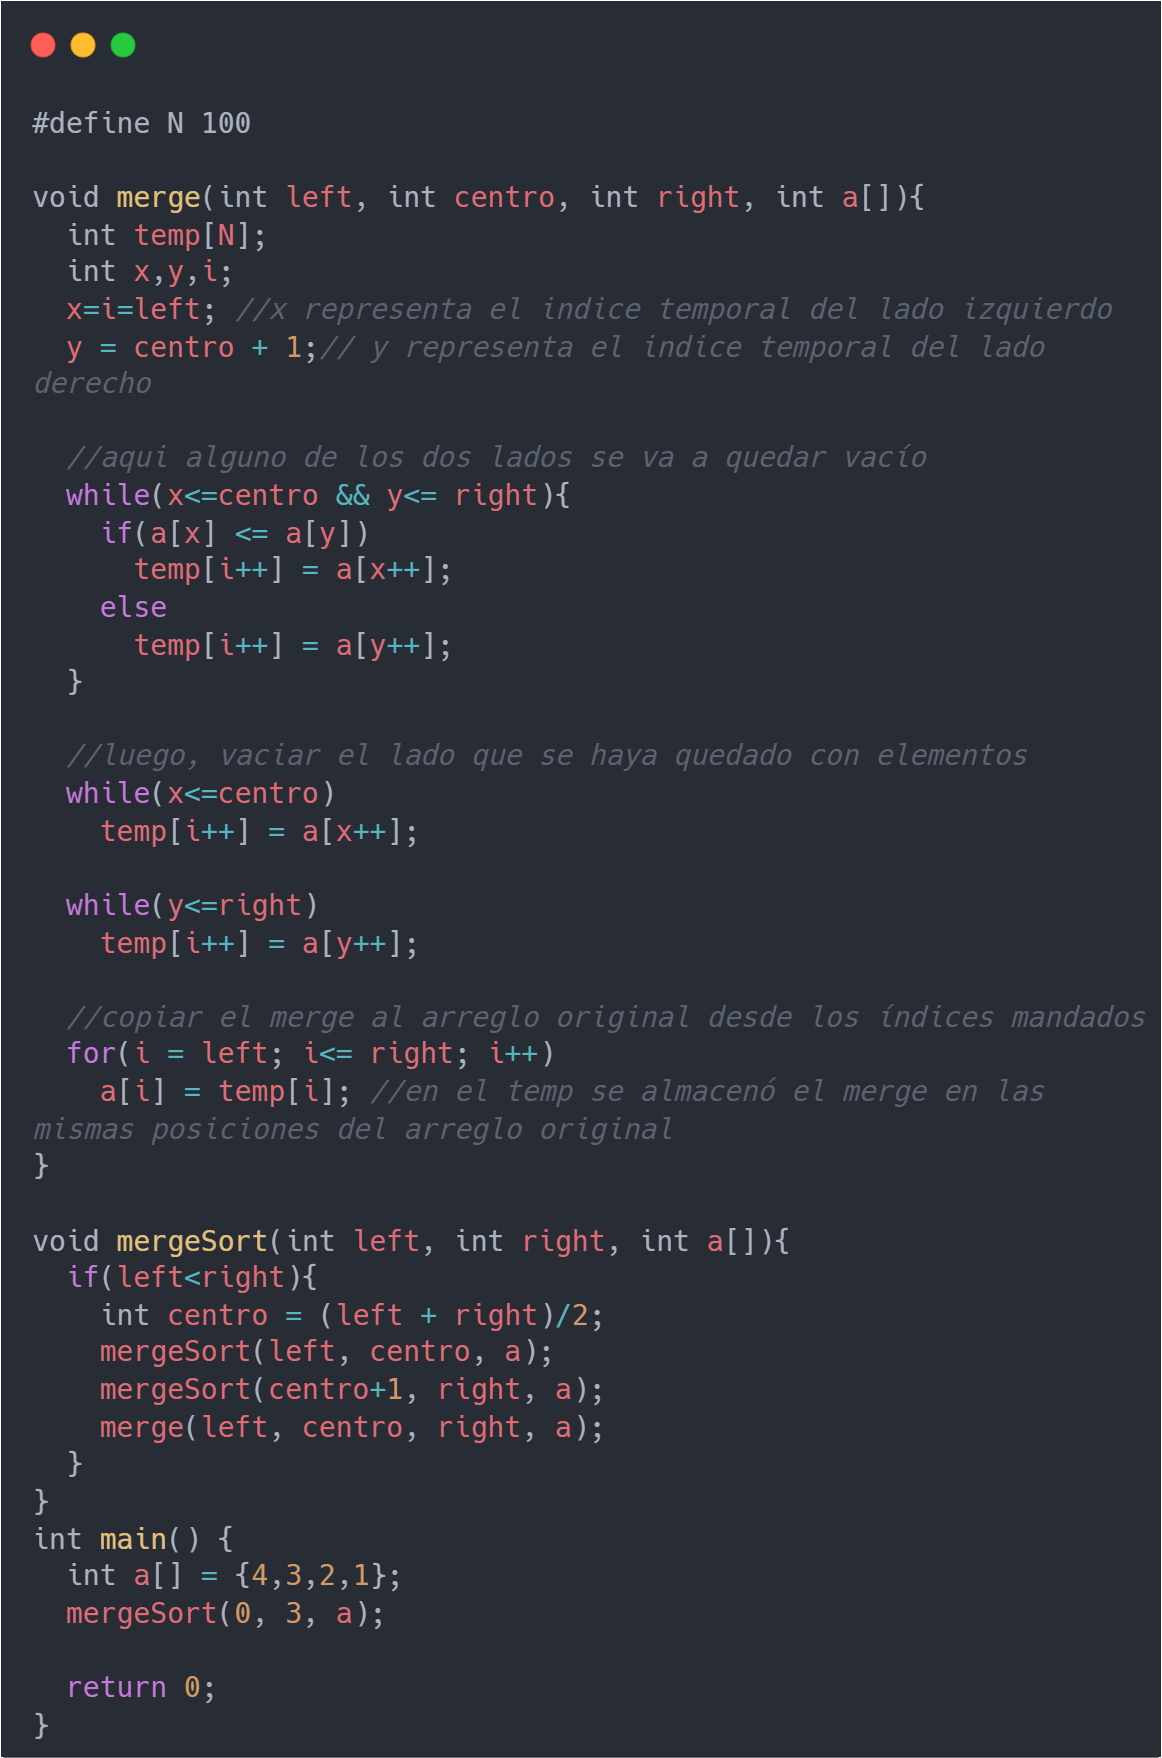 #define N 100
void merge(int left, int centro, int right, int a[]){
  int temp[N];
  int x,y,i;
  x=i=left; //x representa el indice temporal del lado izquierdo
  y = centro + 1;// y representa el indice temporal del lado
derecho
  //aqui alguno de los dos lados se va a quedar vacío
  while(x<=centro && y<= right){
    if(a[x] <= a[y])
      temp[i++] = a[x++];
    else
      temp[i++] = a[y++];
  }
  //luego, vaciar el lado que se haya quedado con elementos
  while(x<=centro)
    temp[i++] = a[x++];
  while(y<=right)
    temp[i++] = a[y++];
  //copiar el merge al arreglo original desde los índices mandados
  for(i = left; i<= right; i++)
    a[i] = temp[i]; //en el temp se almacenó el merge en las
mismas posiciones del arreglo original
}
void mergeSort(int left, int right, int a[]){
  if(left<right){
    int centro = (left + right)/2;
    mergeSort(left, centro, a);
    mergeSort(centro+1, right, a);
    merge(left, centro, right, a);
  }
}
int main() {
  int a[] = {4,3,2,1};
  mergeSort(0, 3, a);
  return 0;
}